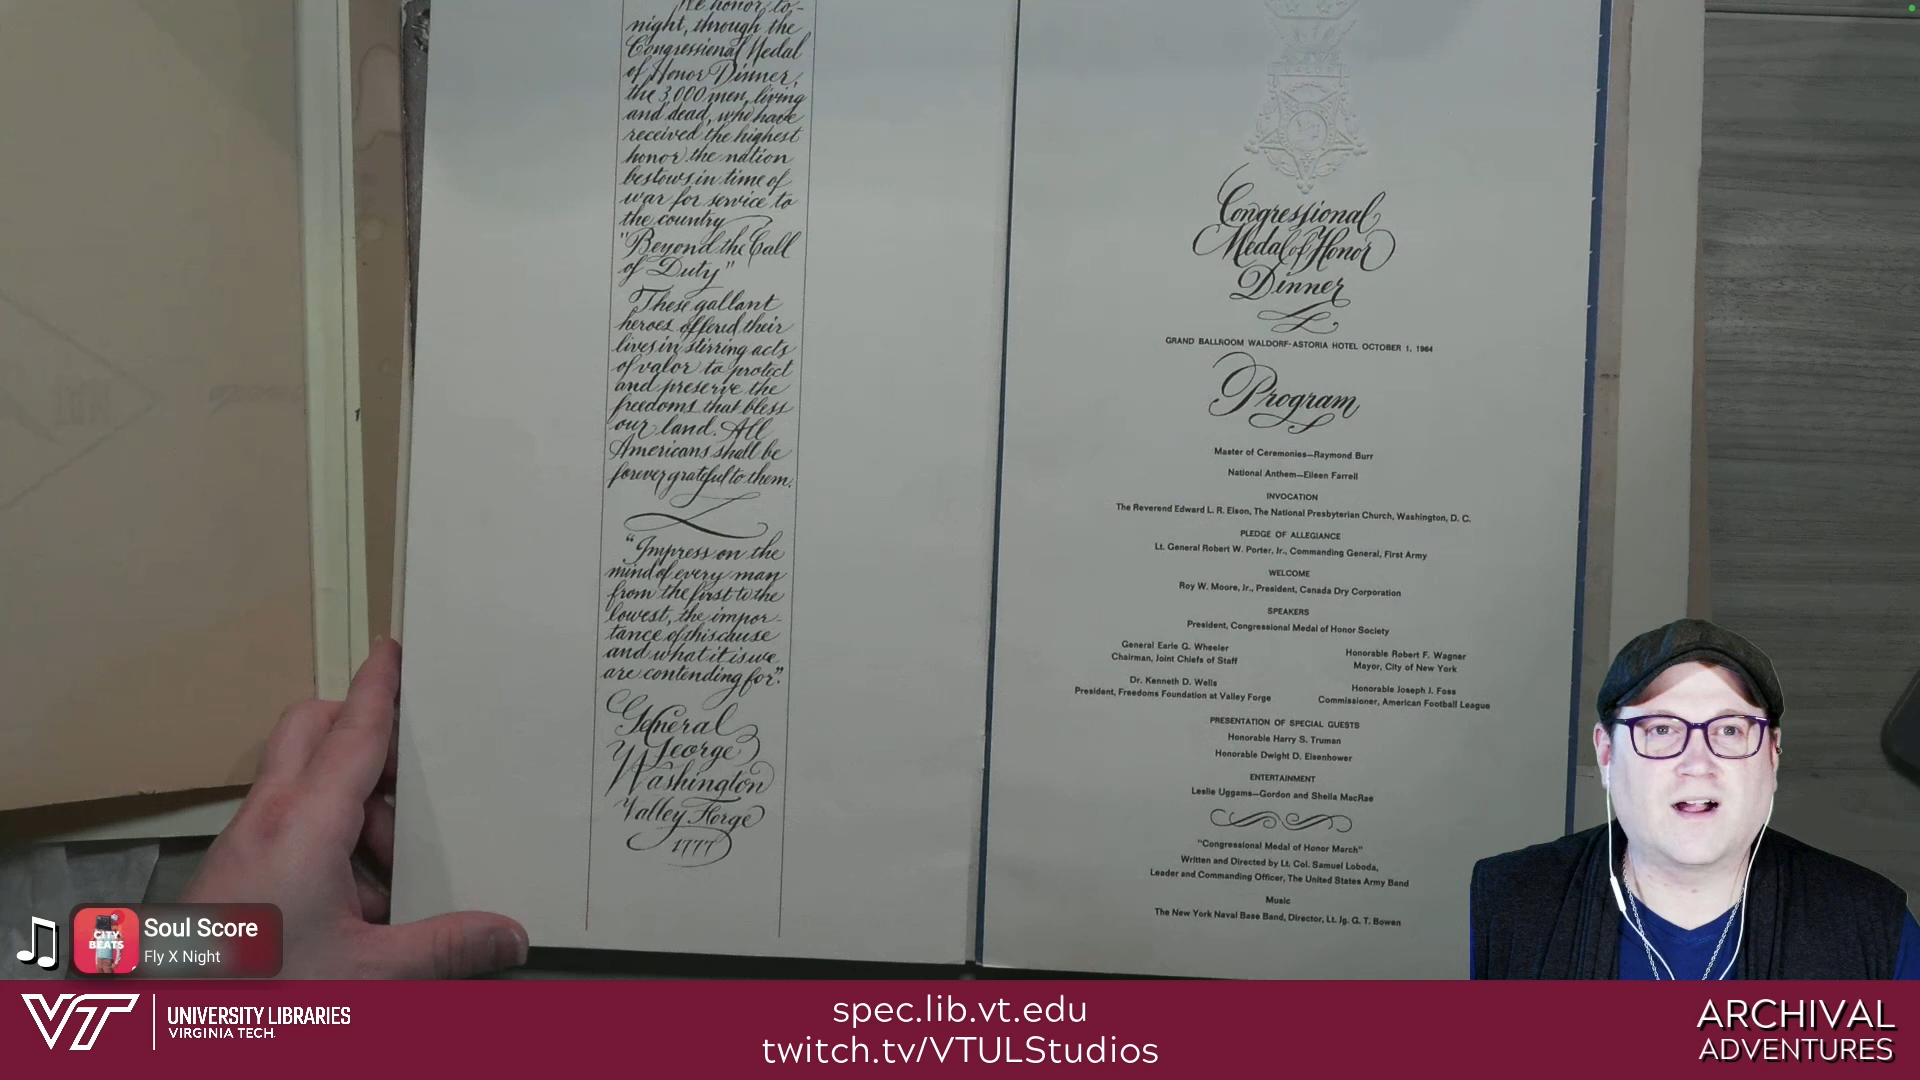 We honor to-
night, through the
Congressional Medal
of Honor Dinner,
the 3,000 men, living
and dead, who have
received the highest
honor the nation
bestows in time of
war for service to
the country
"Beyond the Call
of Duty"
These gallant
heroes offered their
lives in stirring acts
of valor to protect
and preserve the
freedoms that bless
our land. All
Americans shall be
forever grateful to them.
"Impress on the
mind of every man
from the first to the
lowest, the impor-
tance of this cause
and what it is we
are contending for".
General
George
Washington
Valley Forge
1777
VALOR
Congressional
Medal of Honor
Dinner
GRAND BALLROOM WALDORF-ASTORIA HOTEL OCTOBER 1, 1964
Program
Master of Ceremonies—Raymond Burr
National Anthem—Eileen Farrell
INVOCATION
The Reverend Edward L. R. Elson, The National Presbyterian Church, Washington, D. C.
PLEDGE OF ALLEGIANCE
Lt. General Robert W. Porter, Jr., Commanding General, First Army
WELCOME
Roy W. Moore, Jr., President, Canada Dry Corporation
SPEAKERS
President, Congressional Medal of Honor Society
General Earle G. Wheeler
Chairman, Joint Chiefs of Staff
Honorable Robert F. Wagner
Mayor, City of New York
Dr. Kenneth D. Wells
President, Freedoms Foundation at Valley Forge
Honorable Joseph J. Foss
Commissioner, American Football League
PRESENTATION OF SPECIAL GUESTS
Honorable Harry S. Truman
Honorable Dwight D. Eisenhower
ENTERTAINMENT
Leslie Uggams—Gordon and Sheila MacRae
"Congressional Medal of Honor March"
Written and Directed by Lt. Col. Samuel Loboda,
Leader and Commanding Officer, The United States Army Band
Music
The New York Naval Base Band, Director, Lt. Jg. G. T. Bowen
CITY
BEATS
Soul Score
Fly X Night
VT
UNIVERSITY LIBRARIES
VIRGINIA TECH
spec.lib.vt.edu
twitch.tv/VTULStudios
ARCHIVAL
ADVENTURES